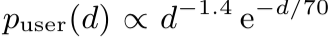 p_user(d) ∝ d^−1.4 e^−d/70